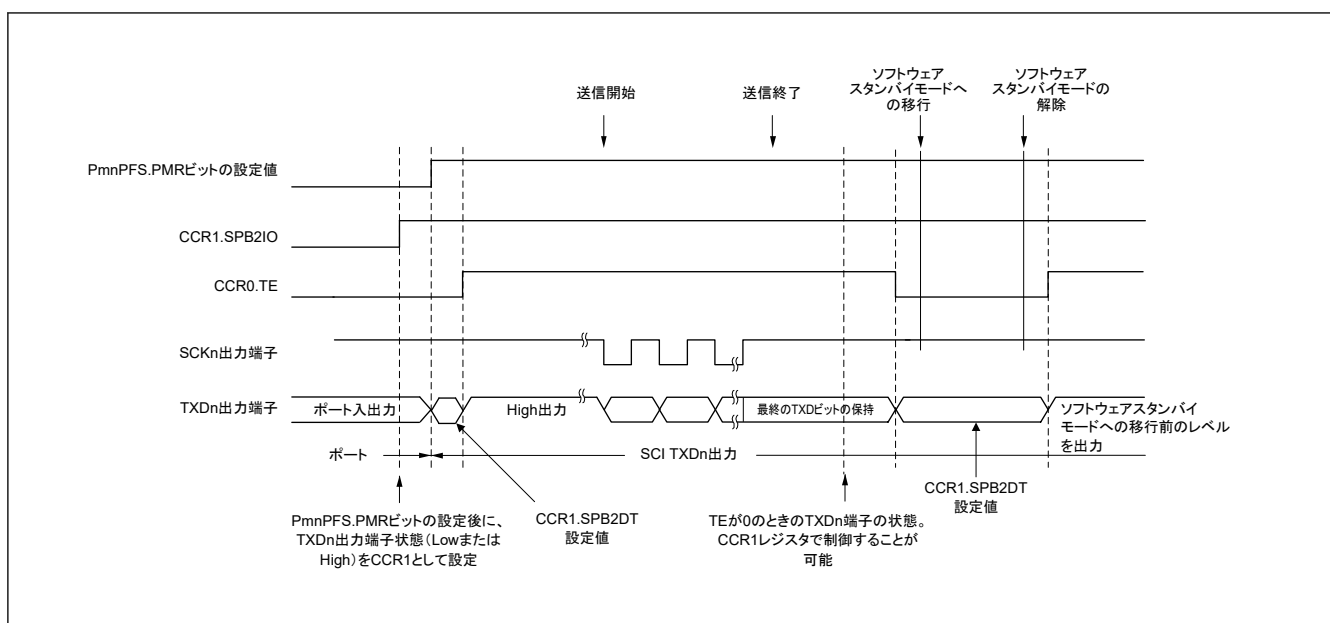 ソフトウェア
スタンバイモードへ
の移行
ソフトウェア
スタンバイモードの
解除
送信開始
送信終了
PmnPFS.PMRビットの設定値
CCR1.SPB2IO
CCR0.TE
SCKn出力端子
TXDn出力端子
ポート入出力
High出力
最終のTXDビットの保持
ソフトウェアスタンバイ
モードへの移行前のレベル
を出力
ポート
SCI TXDn出力
CCR1.SPB2DT
設定値
PmnPFS.PMRビットの設定後に、
TXDn出力端子状態(Lowまたは
High)をCCR1として設定
CCR1.SPB2DT
設定値
TEが0のときのTXDn端子の状態。
CCR1レジスタで制御することが
可能